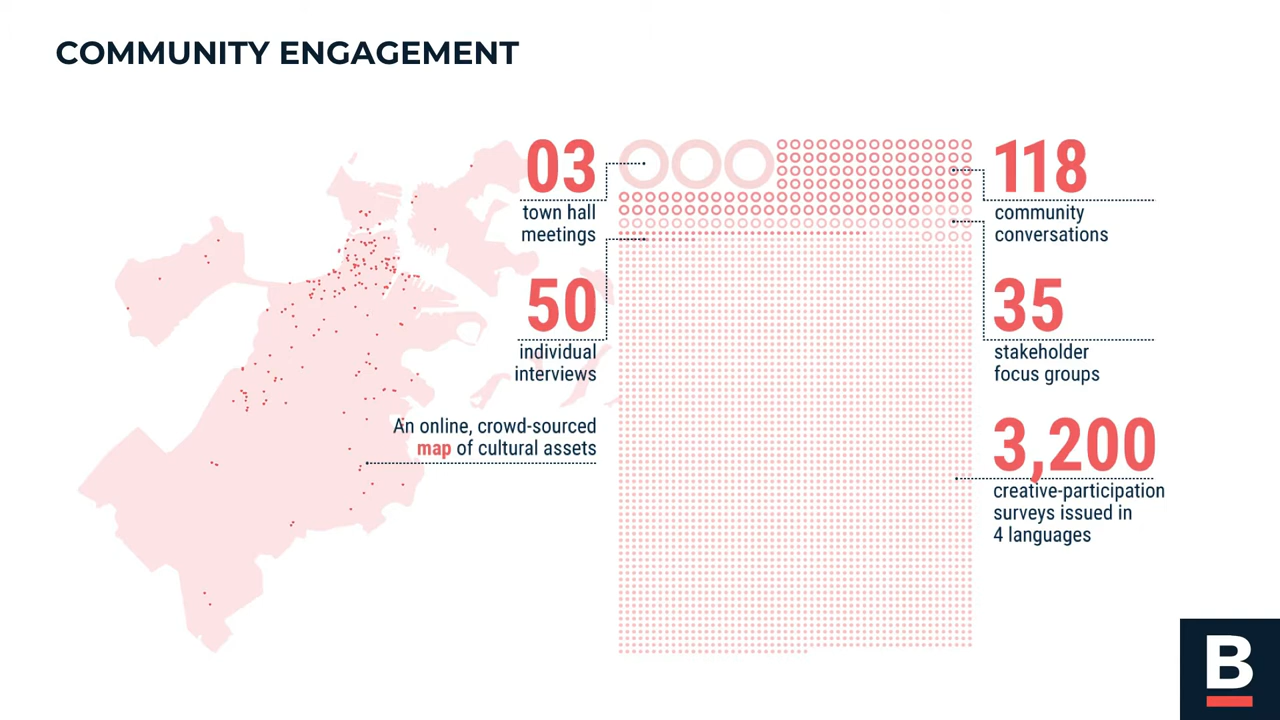 COMMUNITY ENGAGEMENT
03
town hall
meetings
50
individual
interviews
An online, crowd-sourced
map of cultural assets
118
community
conversations
35
stakeholder
focus groups
3,200
creative-participation
surveys issued in
4 languages
B